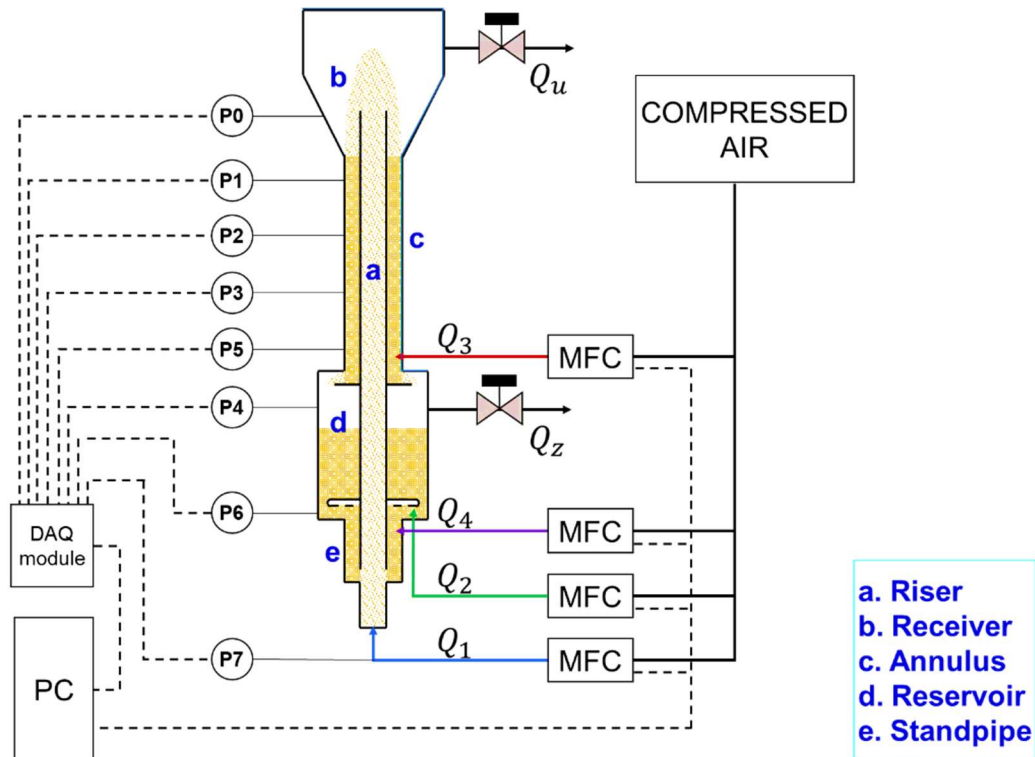 b
Q_u
P0
COMPRESSED
AIR
P1
P2
c
a
P3
Q_3
MFC
P5
P4
d
Q_z
P6
Q_4
MFC
DAQ
module
e
Q_2
MFC
P7
Q_1
MFC
PC
a. Riser
b. Receiver
c. Annulus
d. Reservoir
e. Standpipe